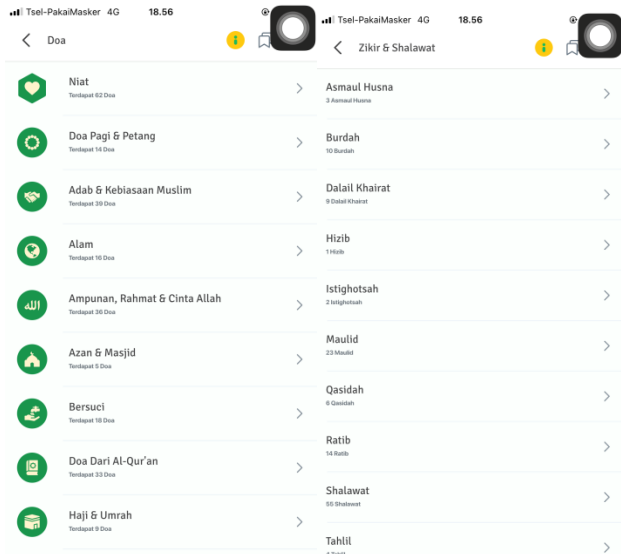 Tsel-PakaiMasker 4G 18.56
Doa
Niat
Terdapat 62 Doa
Doa Pagi & Petang
Terdapat 14 Doa
Adab & Kebiasaan Muslim
Terdapat 39 Doa
Alam
Terdapat 16 Doa
Ampunan, Rahmat & Cinta Allah
Terdapat 36 Doa
الله
Azan & Masjid
Terdapat 5 Doa
Bersuci
Terdapat 18 Doa
Doa Dari Al-Qur'an
Terdapat 33 Doa
Haji & Umrah
Terdapat 9 Doa
Tsel-PakaiMasker 4G 18.56
Zikir & Shalawat
Asmaul Husna
3 Asmaul Husna
Burdah
10 Burdah
Dalail Khairat
9 Dalail Khairat
Hizib
1 Hizib
Istighotsah
2 Istighotsah
Maulid
23 Maulid
Qasidah
6 Qasidah
Ratib
14 Ratib
Shalawat
55 Shalawat
Tahlil